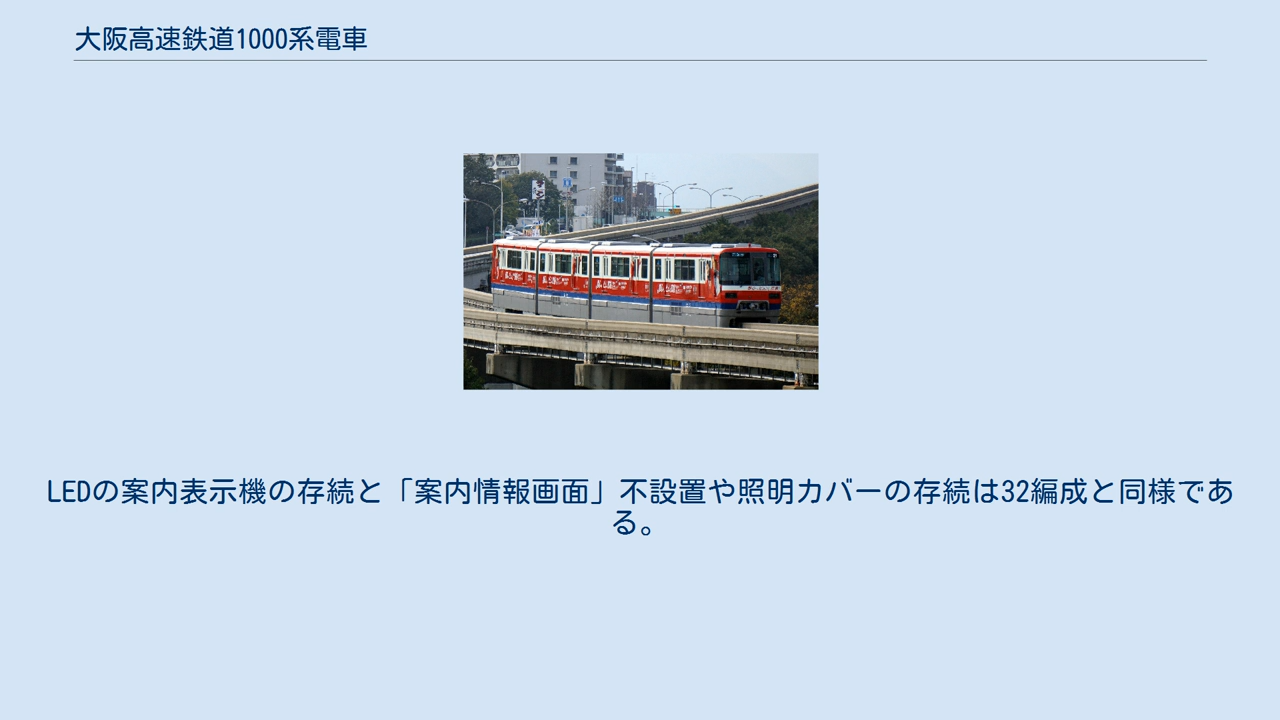 大阪高速鉄道1000系電車
LEDの案内表示機の存続と「案内情報画面」不設置や照明カバーの存続は32編成と同様であ
る。